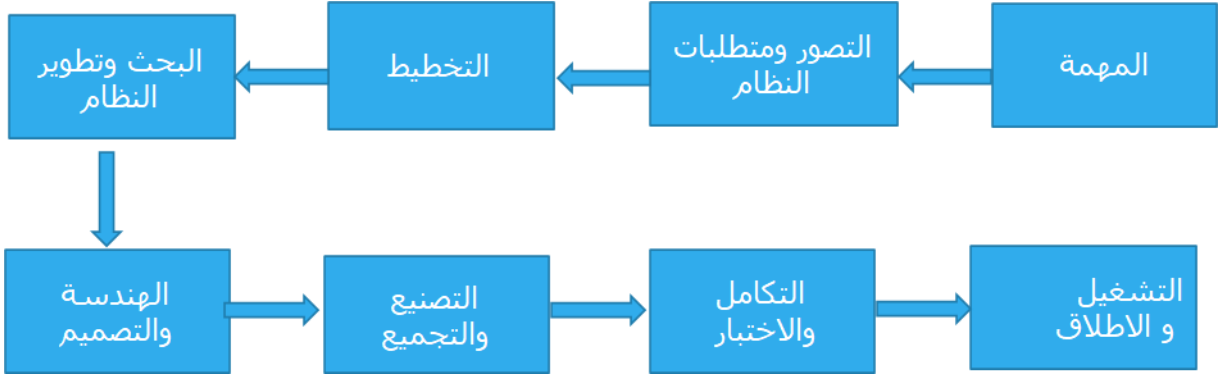 المهمة
التصور ومتطلبات
النظام
التخطيط
البحث وتطوير
النظام
الهندسة
والتصميم
التصنيع
والتجميع
التكامل
والاختبار
التشغيل
و الاطلاق